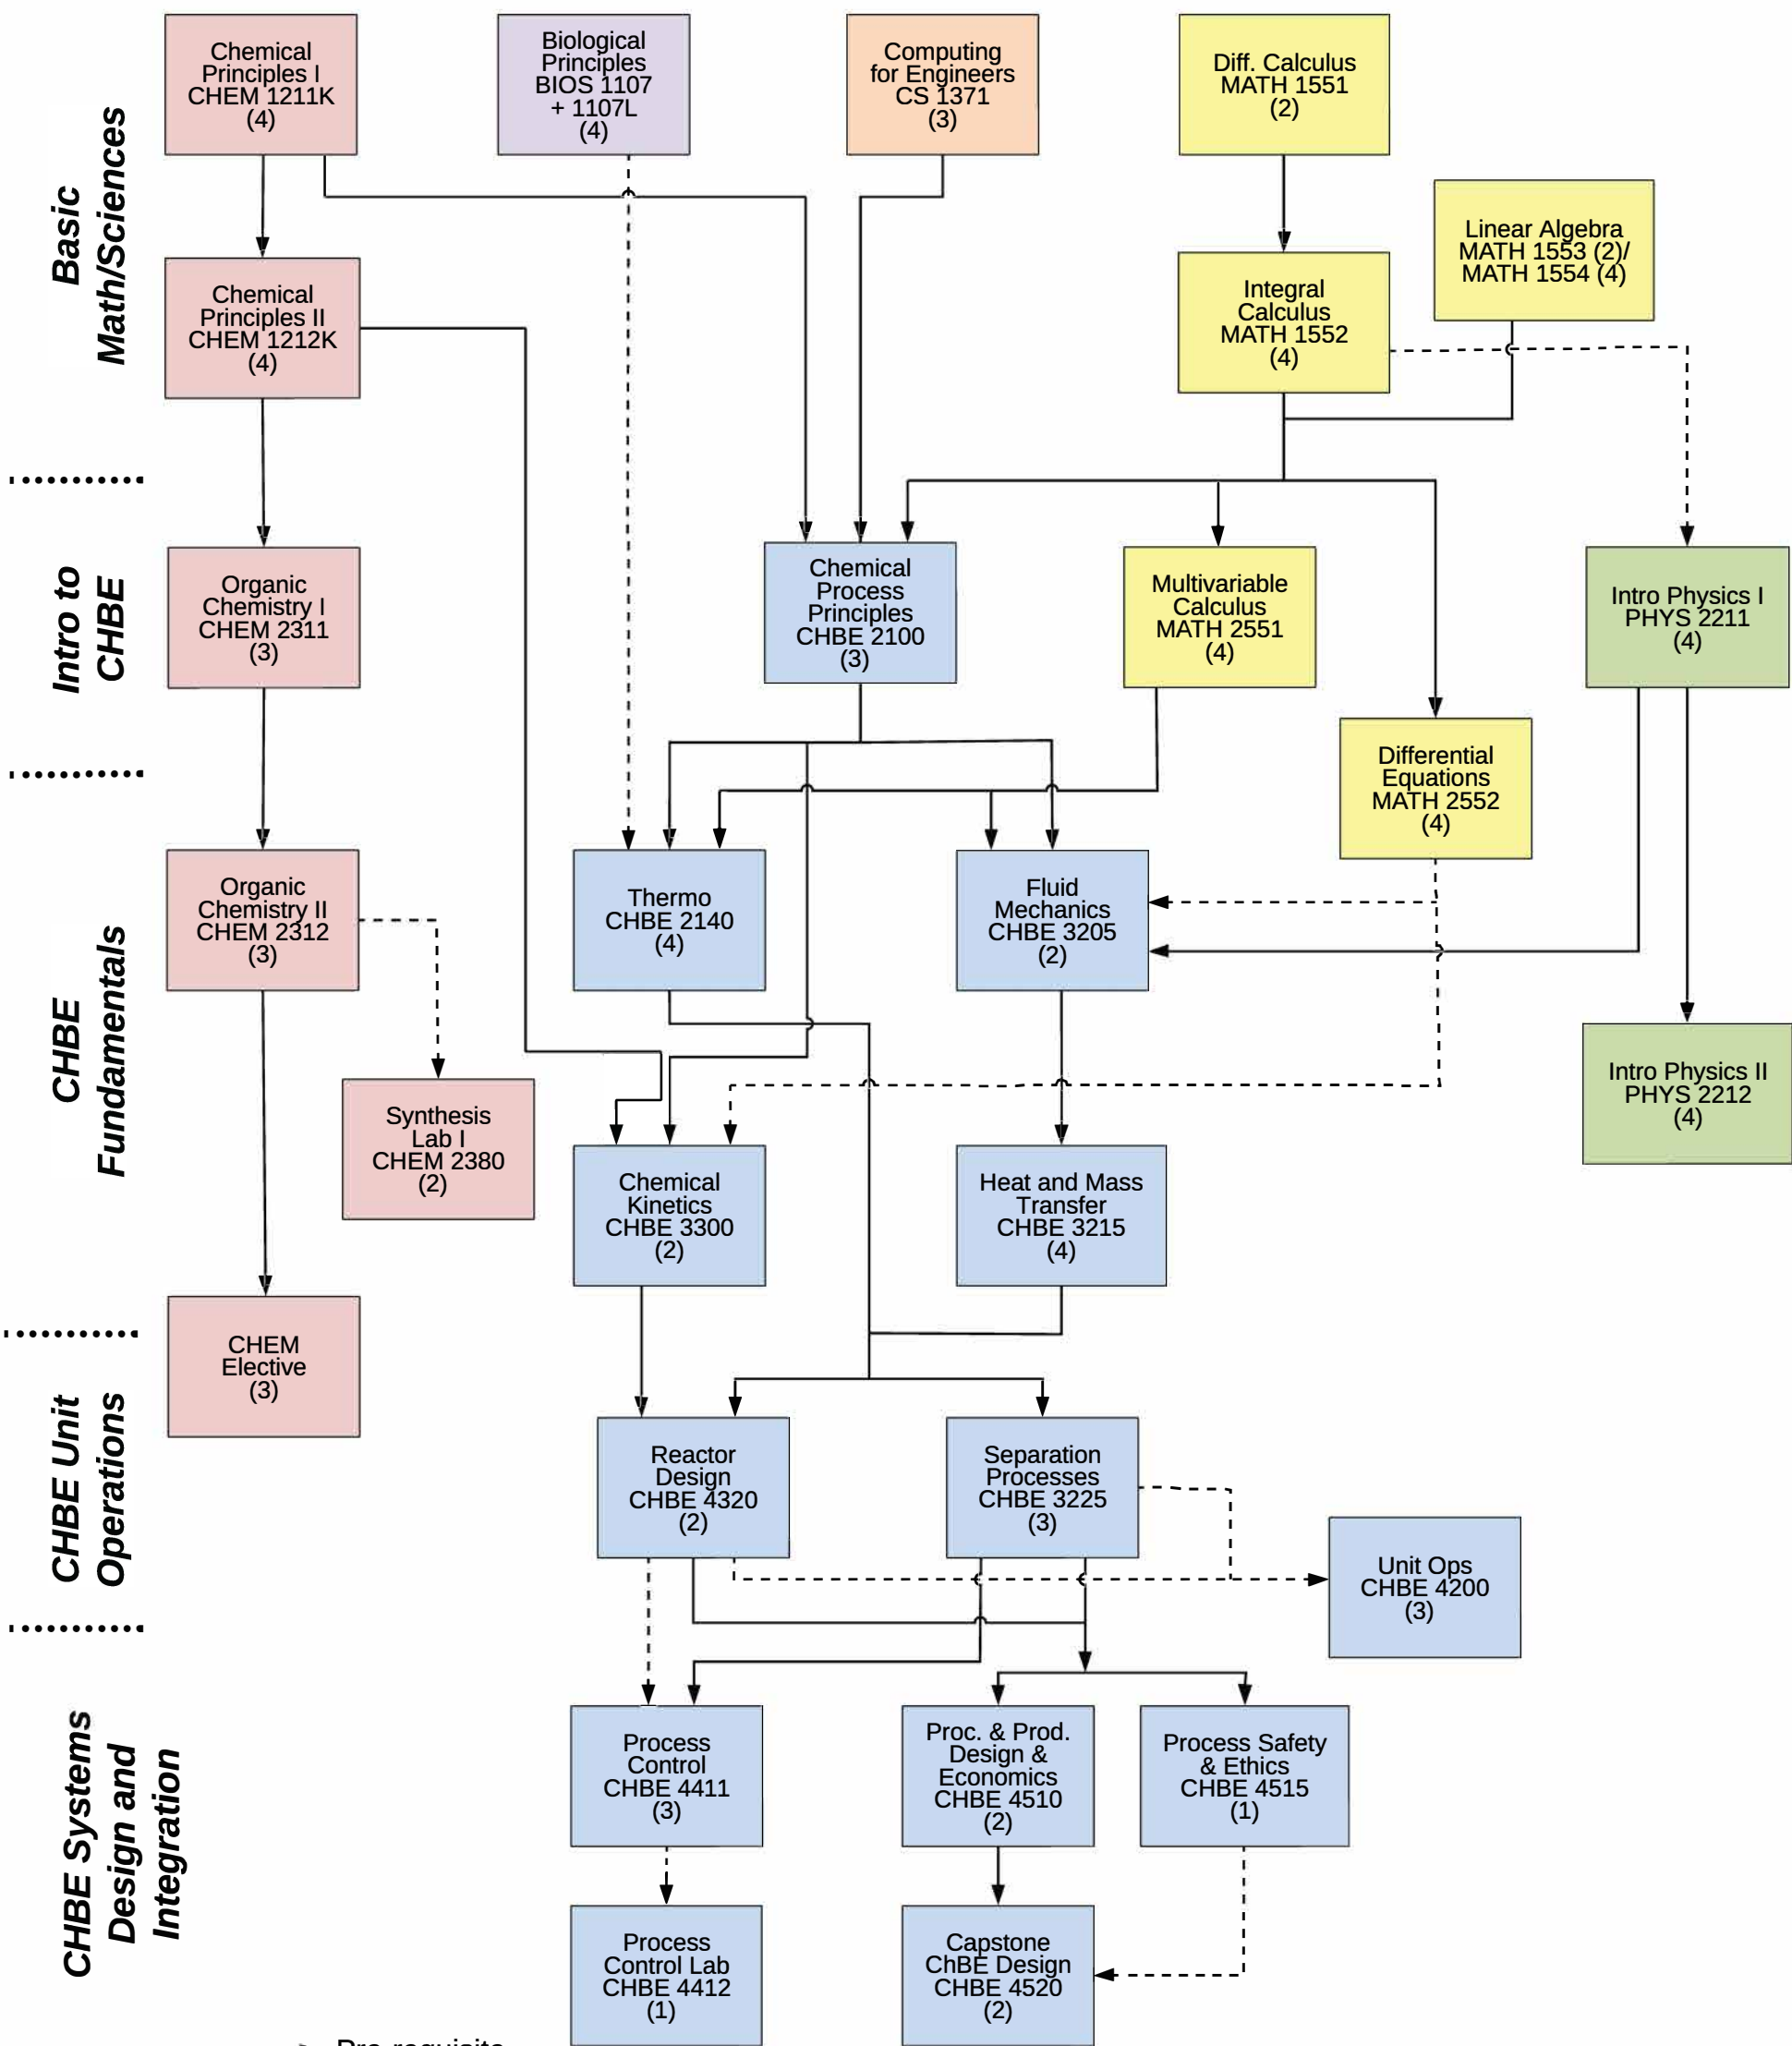 Basic
Math/Sciences
Chemical
Principles I
CHEM 1211K
(4)
Biological
Principles
BIOS 1107
+ 1107L
(4)
Computing
for Engineers
CS 1371
(3)
Diff. Calculus
MATH 1551
(2)
Linear Algebra
MATH 1553 (2)/
MATH 1554 (4)
Chemical
Principles II
CHEM 1212K
(4)
Integral
Calculus
MATH 1552
(4)
Intro to
CHBE
Organic
Chemistry I
CHEM 2311
(3)
Chemical
Process
Principles
CHBE 2100
(3)
Multivariable
Calculus
MATH 2551
(4)
Intro Physics I
PHYS 2211
(4)
Differential
Equations
MATH 2552
(4)
CHBE
Fundamentals
Organic
Chemistry II
CHEM 2312
(3)
Thermo
CHBE 2140
(4)
Fluid
Mechanics
CHBE 3205
(2)
Intro Physics II
PHYS 2212
(4)
Synthesis
Lab I
CHEM 2380
(2)
Chemical
Kinetics
CHBE 3300
(2)
Heat and Mass
Transfer
CHBE 3215
(4)
CHEM
Elective
(3)
CHBE Unit
Operations
Reactor
Design
CHBE 4320
(2)
Separation
Processes
CHBE 3225
(3)
Unit Ops
CHBE 4200
(3)
CHBE Systems
Design and
Integration
Process
Control
CHBE 4411
(3)
Proc. & Prod.
Design &
Economics
CHBE 4510
(2)
Process Safety
& Ethics
CHBE 4515
(1)
Process
Control Lab
CHBE 4412
(1)
Capstone
ChBE Design
CHBE 4520
(2)
Pre-requisite